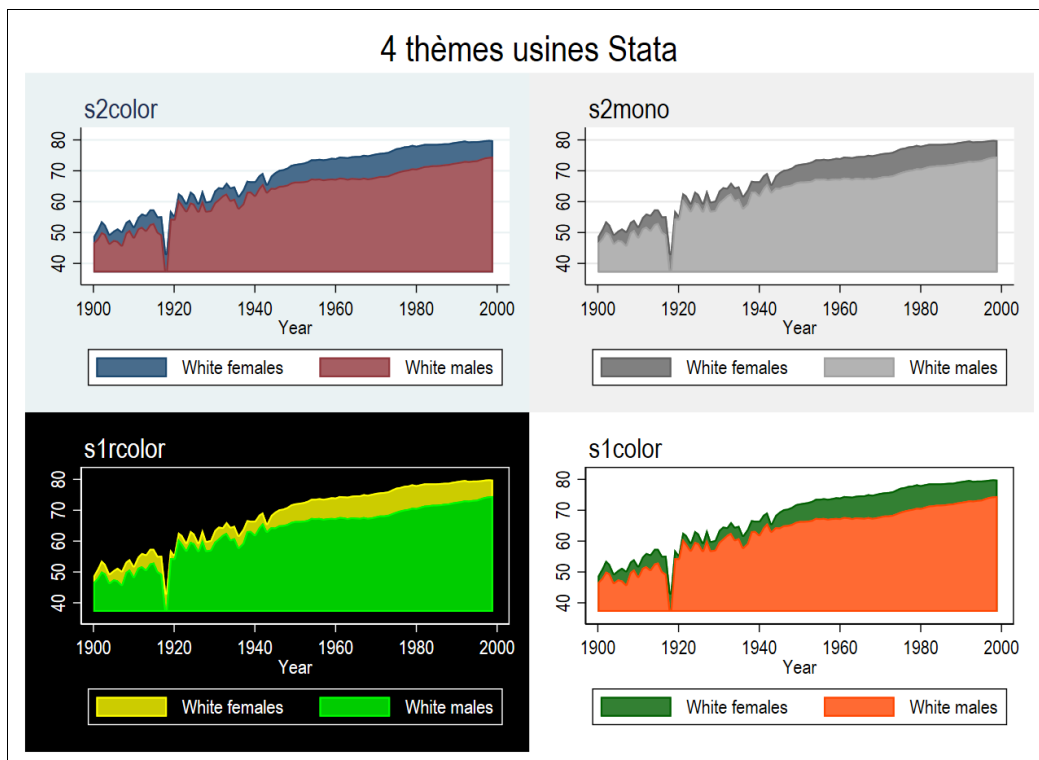 4 thèmes usines Stata
s2color
80
70
60
50
40
1900 1920 1940 1960 1980 2000
Year
White females White males
s2mono
80
70
60
50
40
1900 1920 1940 1960 1980 2000
Year
White females White males
s1rcolor
80
70
60
50
40
1900 1920 1940 1960 1980 2000
Year
White females White males
s1color
80
70
60
50
40
1900 1920 1940 1960 1980 2000
Year
White females White males